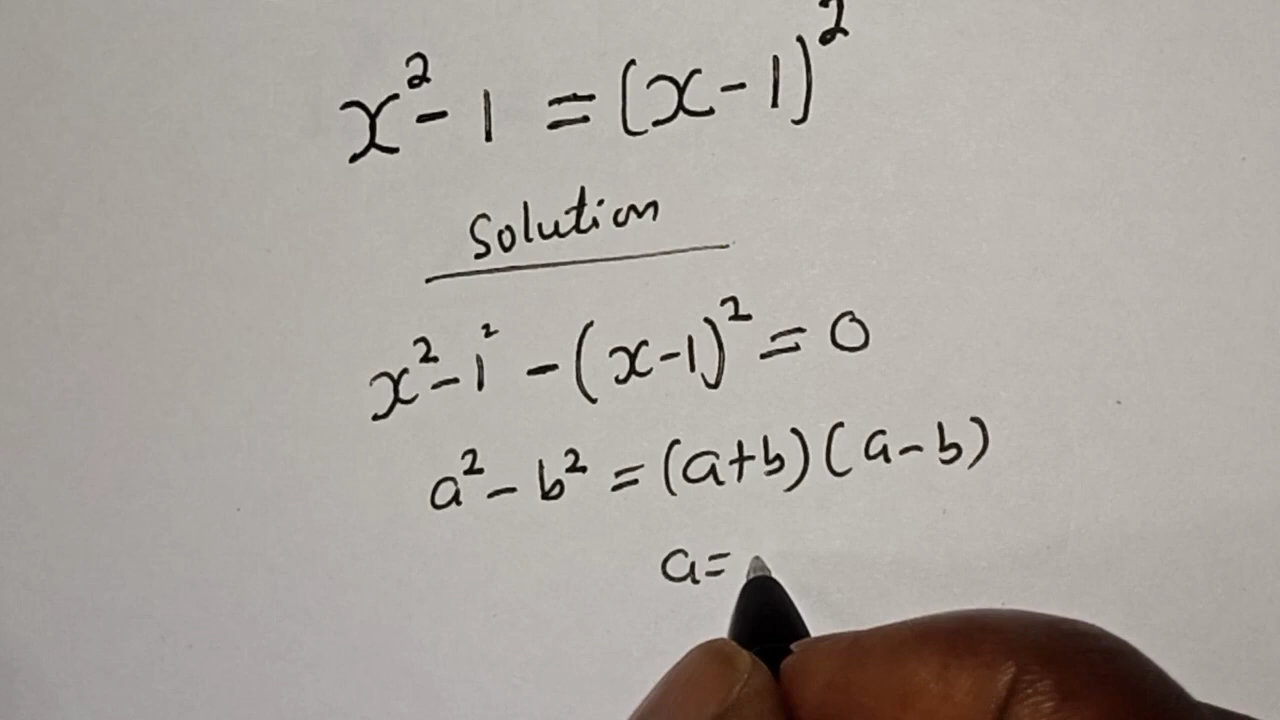 x² - 1 = (x - 1)²
Solution
x² - 1² - (x - 1)² = 0
a² - b² = (a + b)(a - b)
a =